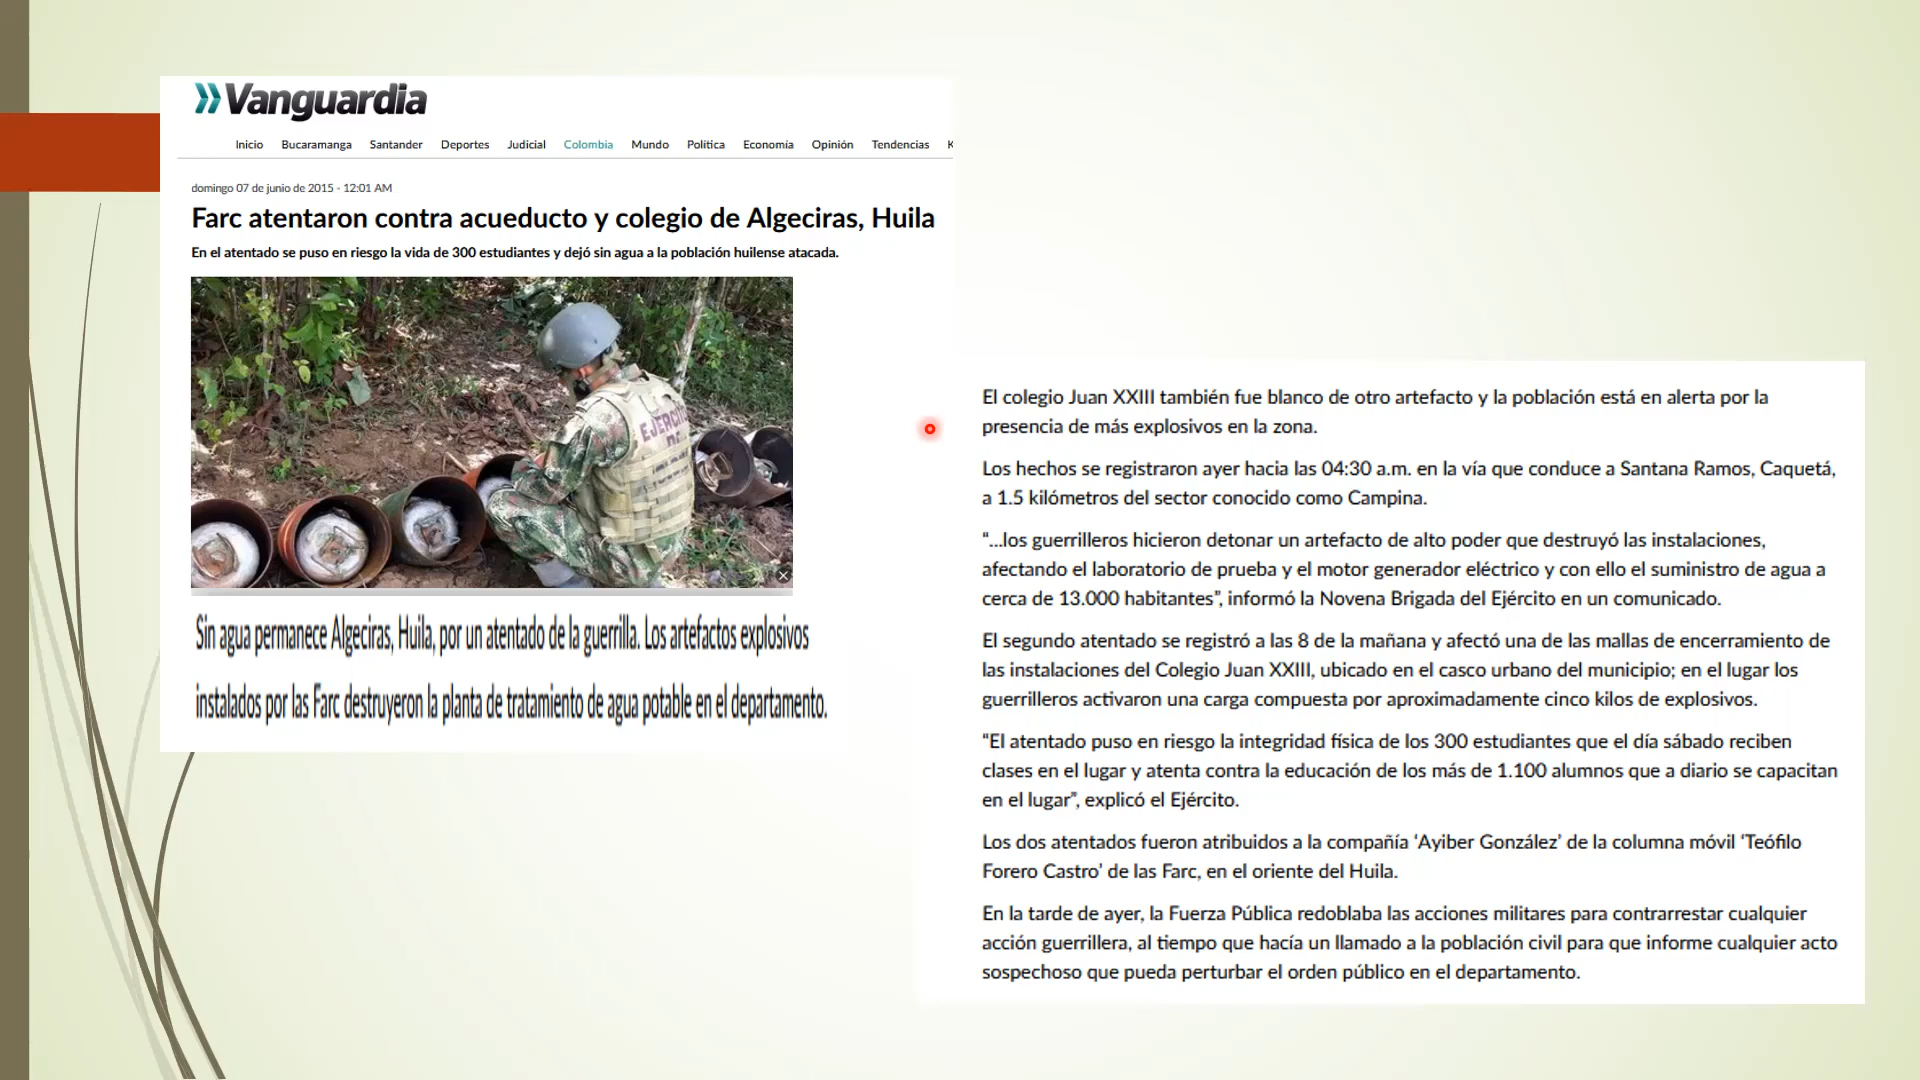 Vanguardia
Inicio Bucaramanga Santander Deportes Judicial Colombia Mundo Política Economía Opinión Tendencias K
domingo 07 de junio de 2015 - 12:01 AM
Farc atentaron contra acueducto y colegio de Algeciras, Huila
En el atentado se puso en riesgo la vida de 300 estudiantes y dejó sin agua a la población huilense atacada.
EJERCITO
Sin agua permanece Algeciras, Huila, por un atentado de la guerrilla. Los artefactos explosivos
instalados por las Farc destruyeron la planta de tratamiento de agua potable en el departamento.
El colegio Juan XXIII también fue blanco de otro artefacto y la población está en alerta por la
presencia de más explosivos en la zona.
Los hechos se registraron ayer hacia las 04:30 a.m. en la vía que conduce a Santana Ramos, Caquetá,
a 1.5 kilómetros del sector conocido como Campina.
“...los guerrilleros hicieron detonar un artefacto de alto poder que destruyó las instalaciones,
afectando el laboratorio de prueba y el motor generador eléctrico y con ello el suministro de agua a
cerca de 13.000 habitantes”, informó la Novena Brigada del Ejército en un comunicado.
El segundo atentado se registró a las 8 de la mañana y afectó una de las mallas de encerramiento de
las instalaciones del Colegio Juan XXIII, ubicado en el casco urbano del municipio; en el lugar los
guerrilleros activaron una carga compuesta por aproximadamente cinco kilos de explosivos.
“El atentado puso en riesgo la integridad física de los 300 estudiantes que el día sábado reciben
clases en el lugar y atenta contra la educación de los más de 1.100 alumnos que a diario se capacitan
en el lugar”, explicó el Ejército.
Los dos atentados fueron atribuidos a la compañía ‘Ayiber González’ de la columna móvil ‘Teófilo
Forero Castro’ de las Farc, en el oriente del Huila.
En la tarde de ayer, la Fuerza Pública redoblaba las acciones militares para contrarrestar cualquier
acción guerrillera, al tiempo que hacía un llamado a la población civil para que informe cualquier acto
sospechoso que pueda perturbar el orden público en el departamento.